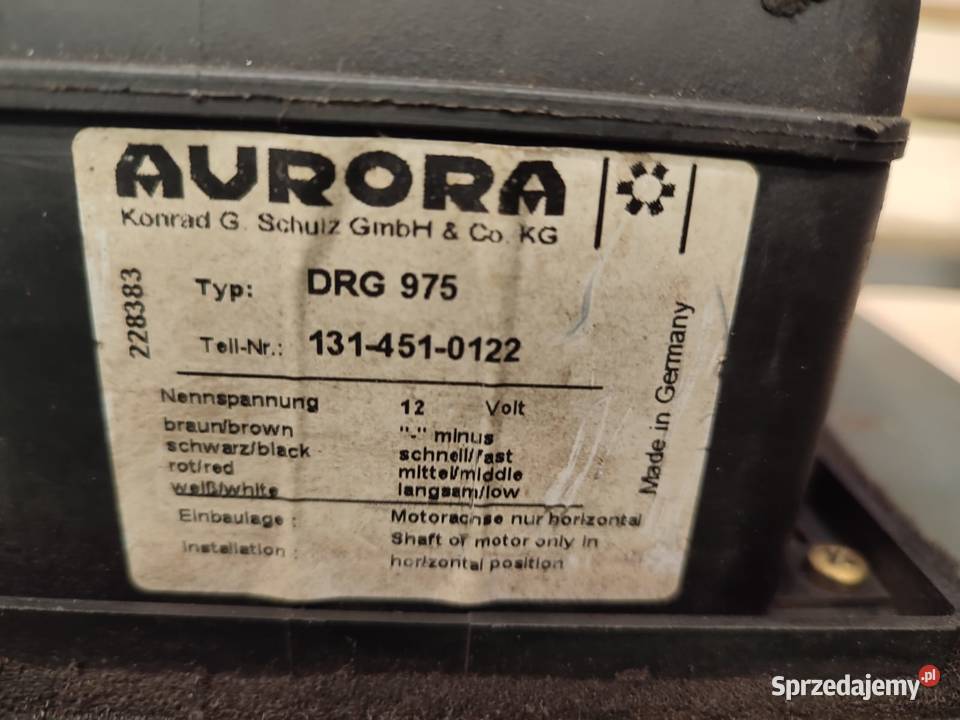 AURORA
Konrad G. Schulz GmbH & Co. KG
228383
Typ: DRG 975
Teil-Nr.: 131-451-0122
Made in Germany
Nennspannung 12 Volt
braun/brown "-" minus
schwarz/black schnell/fast
rot/red mittel/middle
weiß/white langsam/low
Einbaulage : Motorachse nur horizontal
Installation : Shaft of motor only in
horizontal position
Sprzedajemy.pl